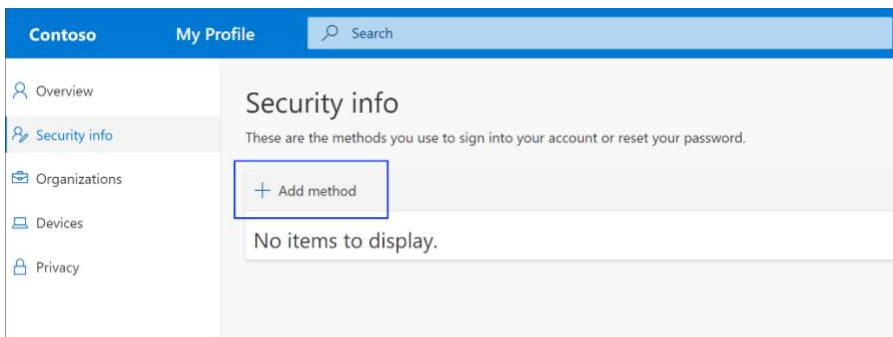 Contoso
My Profile
Search
Overview
Security info
Organizations
Devices
Privacy
Security info
These are the methods you use to sign into your account or reset your password.
+ Add method
No items to display.